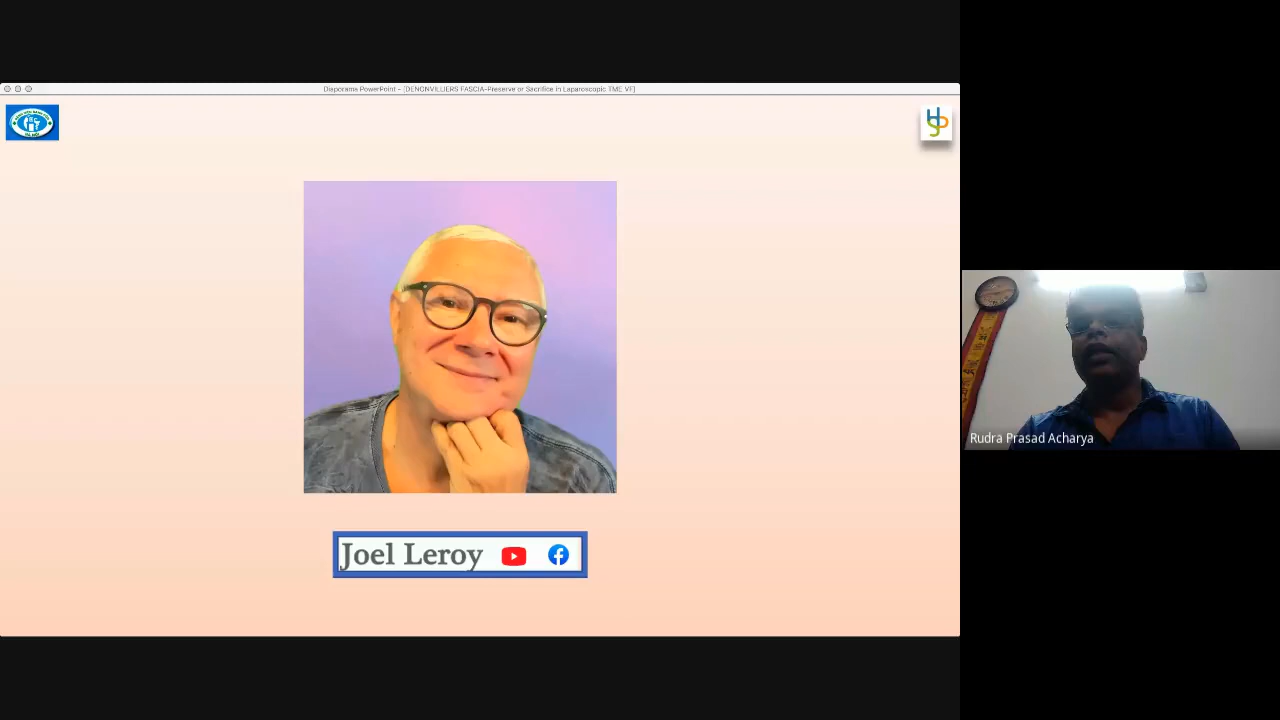 Diaporama PowerPoint - [DENONVILLIERS FASCIA-Preserve or Sacrifice in Laparoscopic TME VF]
Joel Leroy
Rudra Prasad Acharya